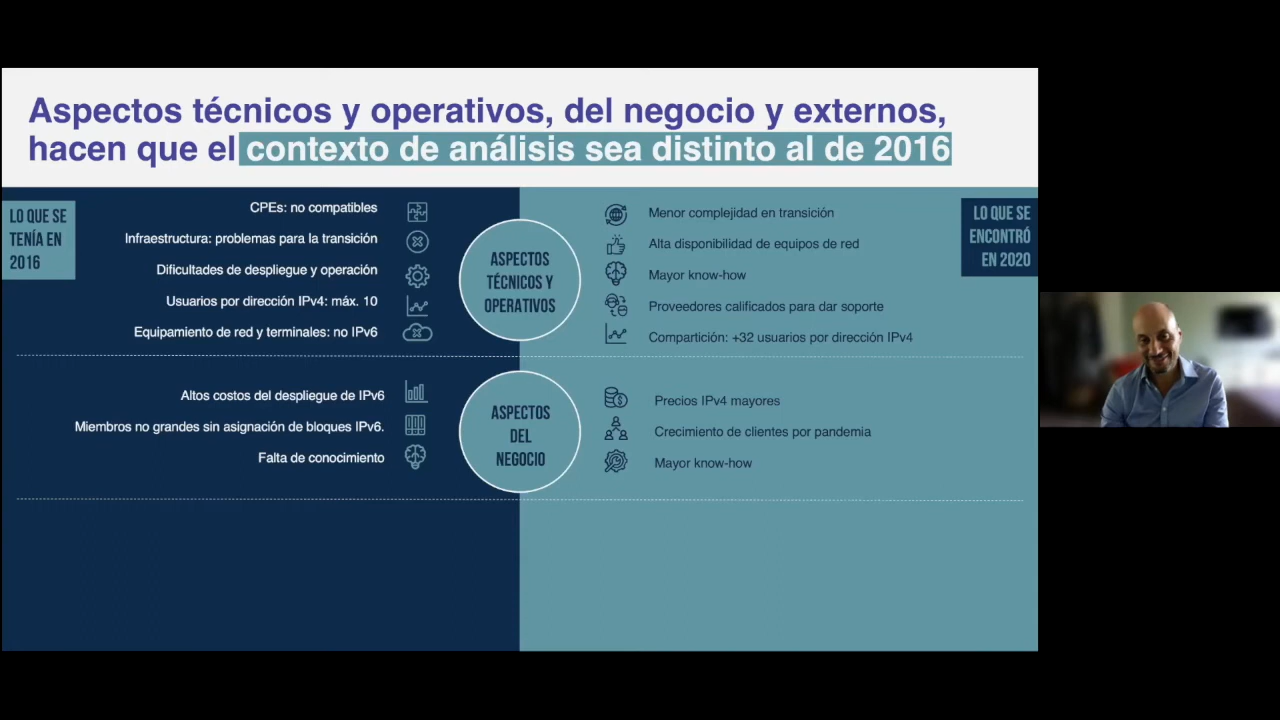 Aspectos técnicos y operativos, del negocio y externos,
hacen que el contexto de análisis sea distinto al de 2016
LO QUE SE
TENÍA EN
2016
CPEs: no compatibles
Infraestructura: problemas para la transición
Dificultades de despliegue y operación
Usuarios por dirección IPv4: máx. 10
Equipamiento de red y terminales: no IPv6
ASPECTOS
TÉCNICOS Y
OPERATIVOS
Menor complejidad en transición
Alta disponibilidad de equipos de red
Mayor know-how
Proveedores calificados para dar soporte
Compartición: +32 usuarios por dirección IPv4
LO QUE SE
ENCONTRÓ
EN 2020
Altos costos del despliegue de IPv6
Miembros no grandes sin asignación de bloques IPv6.
Falta de conocimiento
ASPECTOS
DEL
NEGOCIO
Precios IPv4 mayores
Crecimiento de clientes por pandemia
Mayor know-how